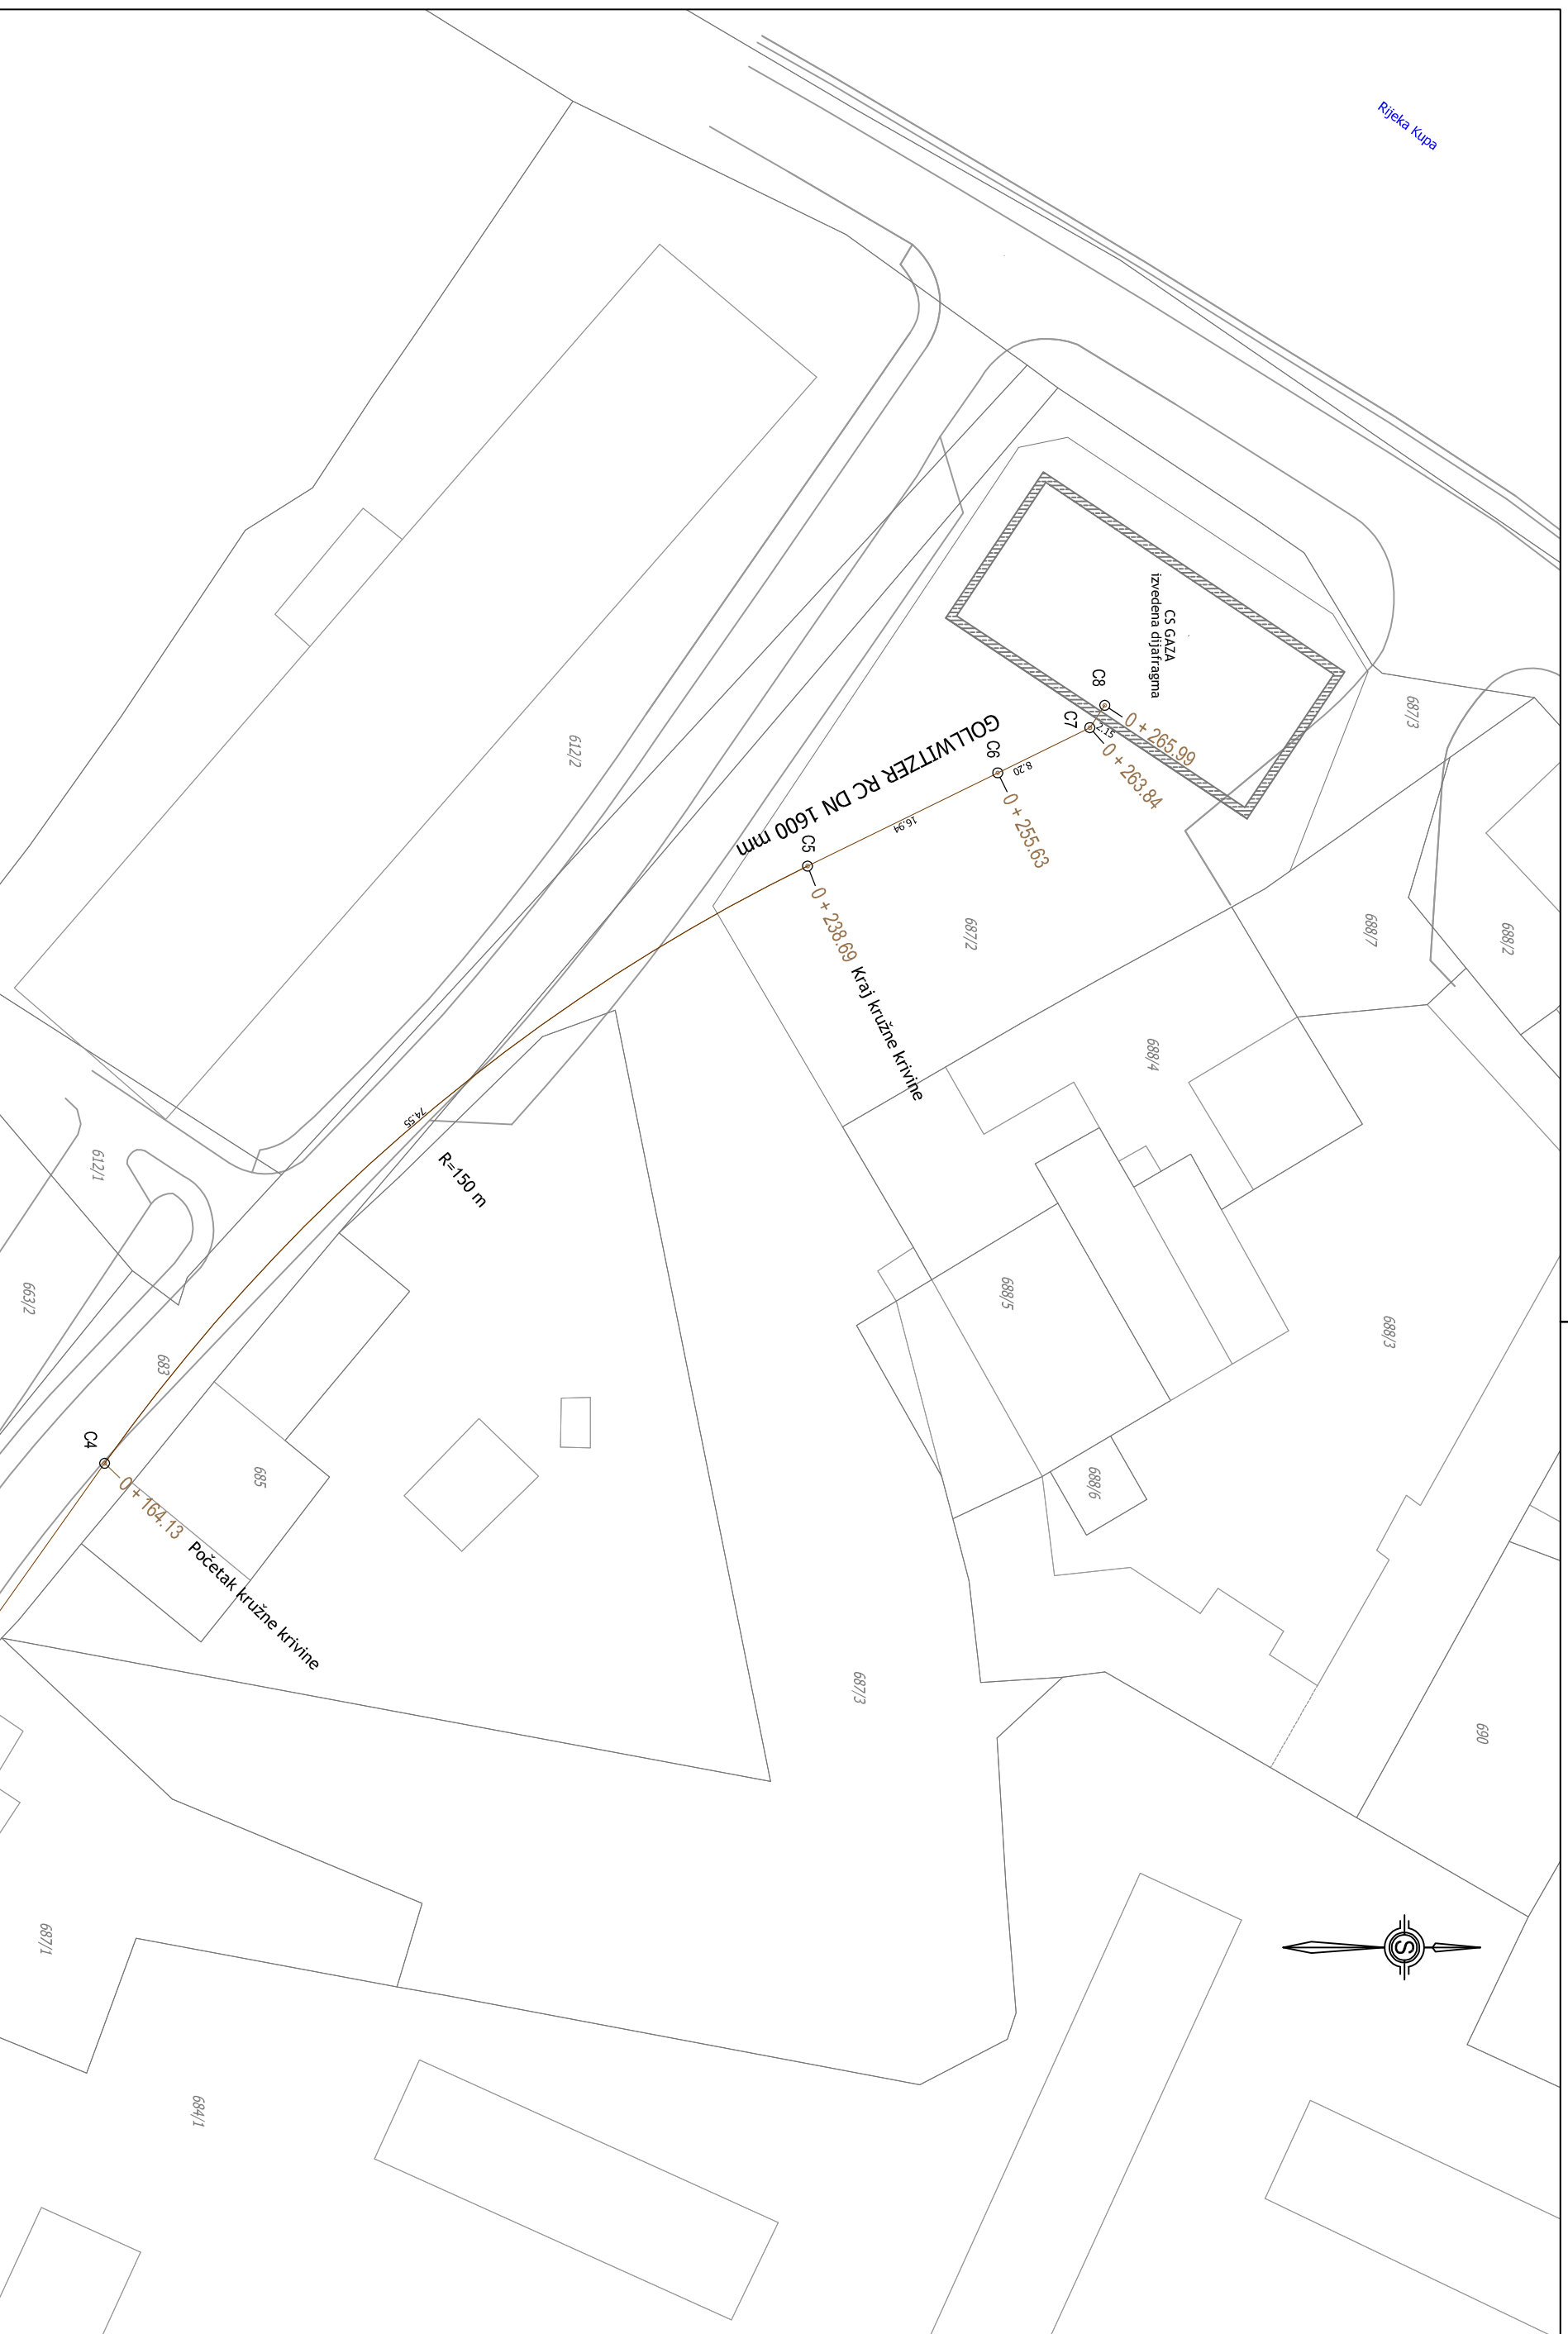 Rijeka Kupa
CS GAZA
izvedena dijafragma
687/3
C8
0 + 265.99
2.15
C7
0 + 263.84
8.20
C6
0 + 255.63
GOLLWITZER RC DN 1600 mm
16.94
C5
0 + 238.69 Kraj kružne krivine
612/2
687/2
688/7
688/2
688/4
74.55
R=150 m
612/1
663/2
683
688/5
688/3
C4
0 + 164.13 Početak kružne krivine
685
688/6
687/3
690
687/1
S
684/1